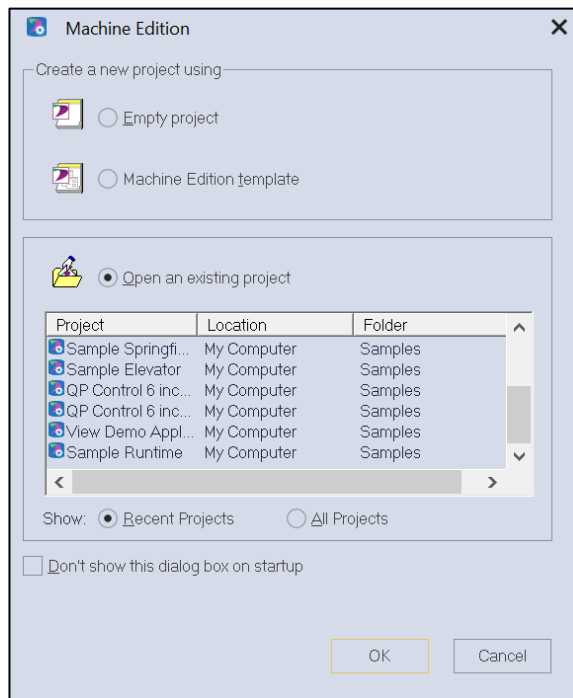 Machine Edition
Create a new project using
Empty project
Machine Edition template
Open an existing project
Project Location Folder
Sample Springfi... My Computer Samples
Sample Elevator My Computer Samples
QP Control 6 inc... My Computer Samples
QP Control 6 inc... My Computer Samples
View Demo Appl... My Computer Samples
Sample Runtime My Computer Samples
Show: Recent Projects All Projects
Don't show this dialog box on startup
OK Cancel